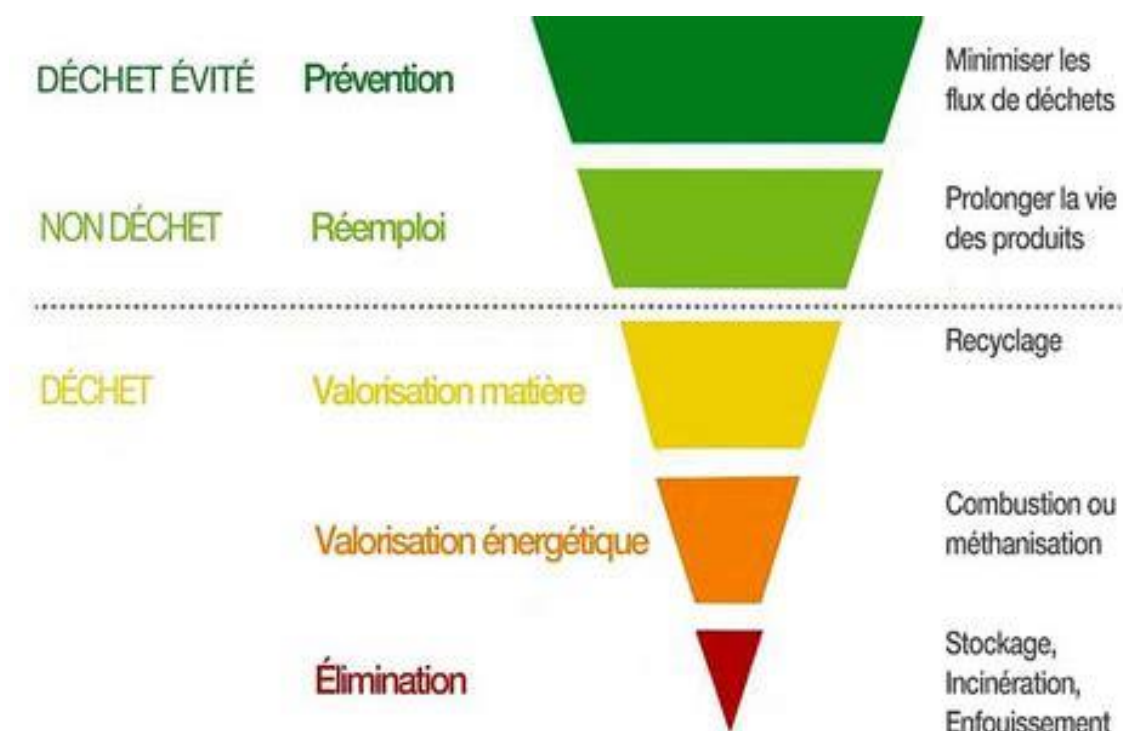 DÉCHET ÉVITÉ Prévention Minimiser les
flux de déchets
NON DÉCHET Réemploi Prolonger la vie
des produits
Recyclage
DÉCHET Valorisation matière
Valorisation énergétique Combustion ou
méthanisation
Élimination Stockage,
Incinération,
Enfouissement